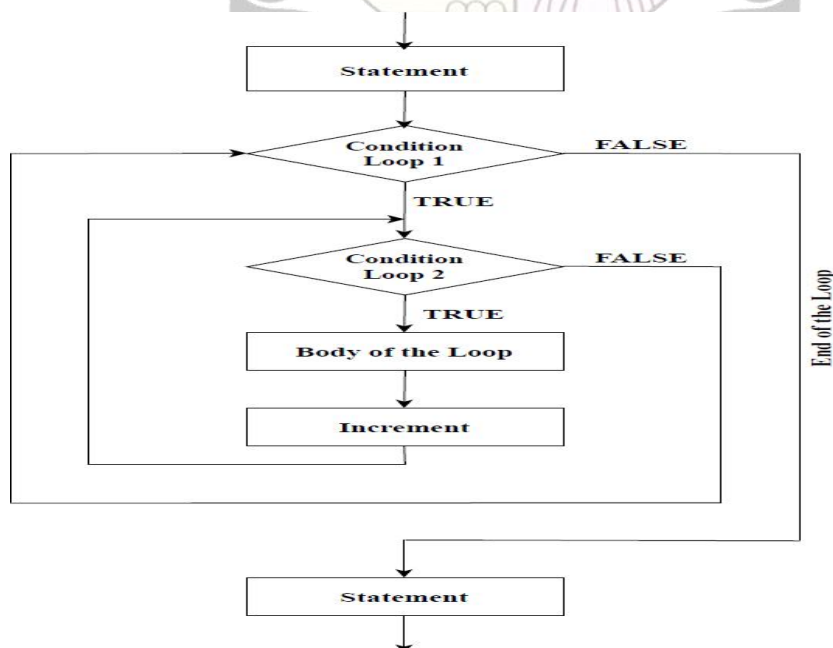 Statement
Condition
Loop 1
FALSE
TRUE
Condition
Loop 2
FALSE
TRUE
Body of the Loop
Increment
End of the Loop
Statement